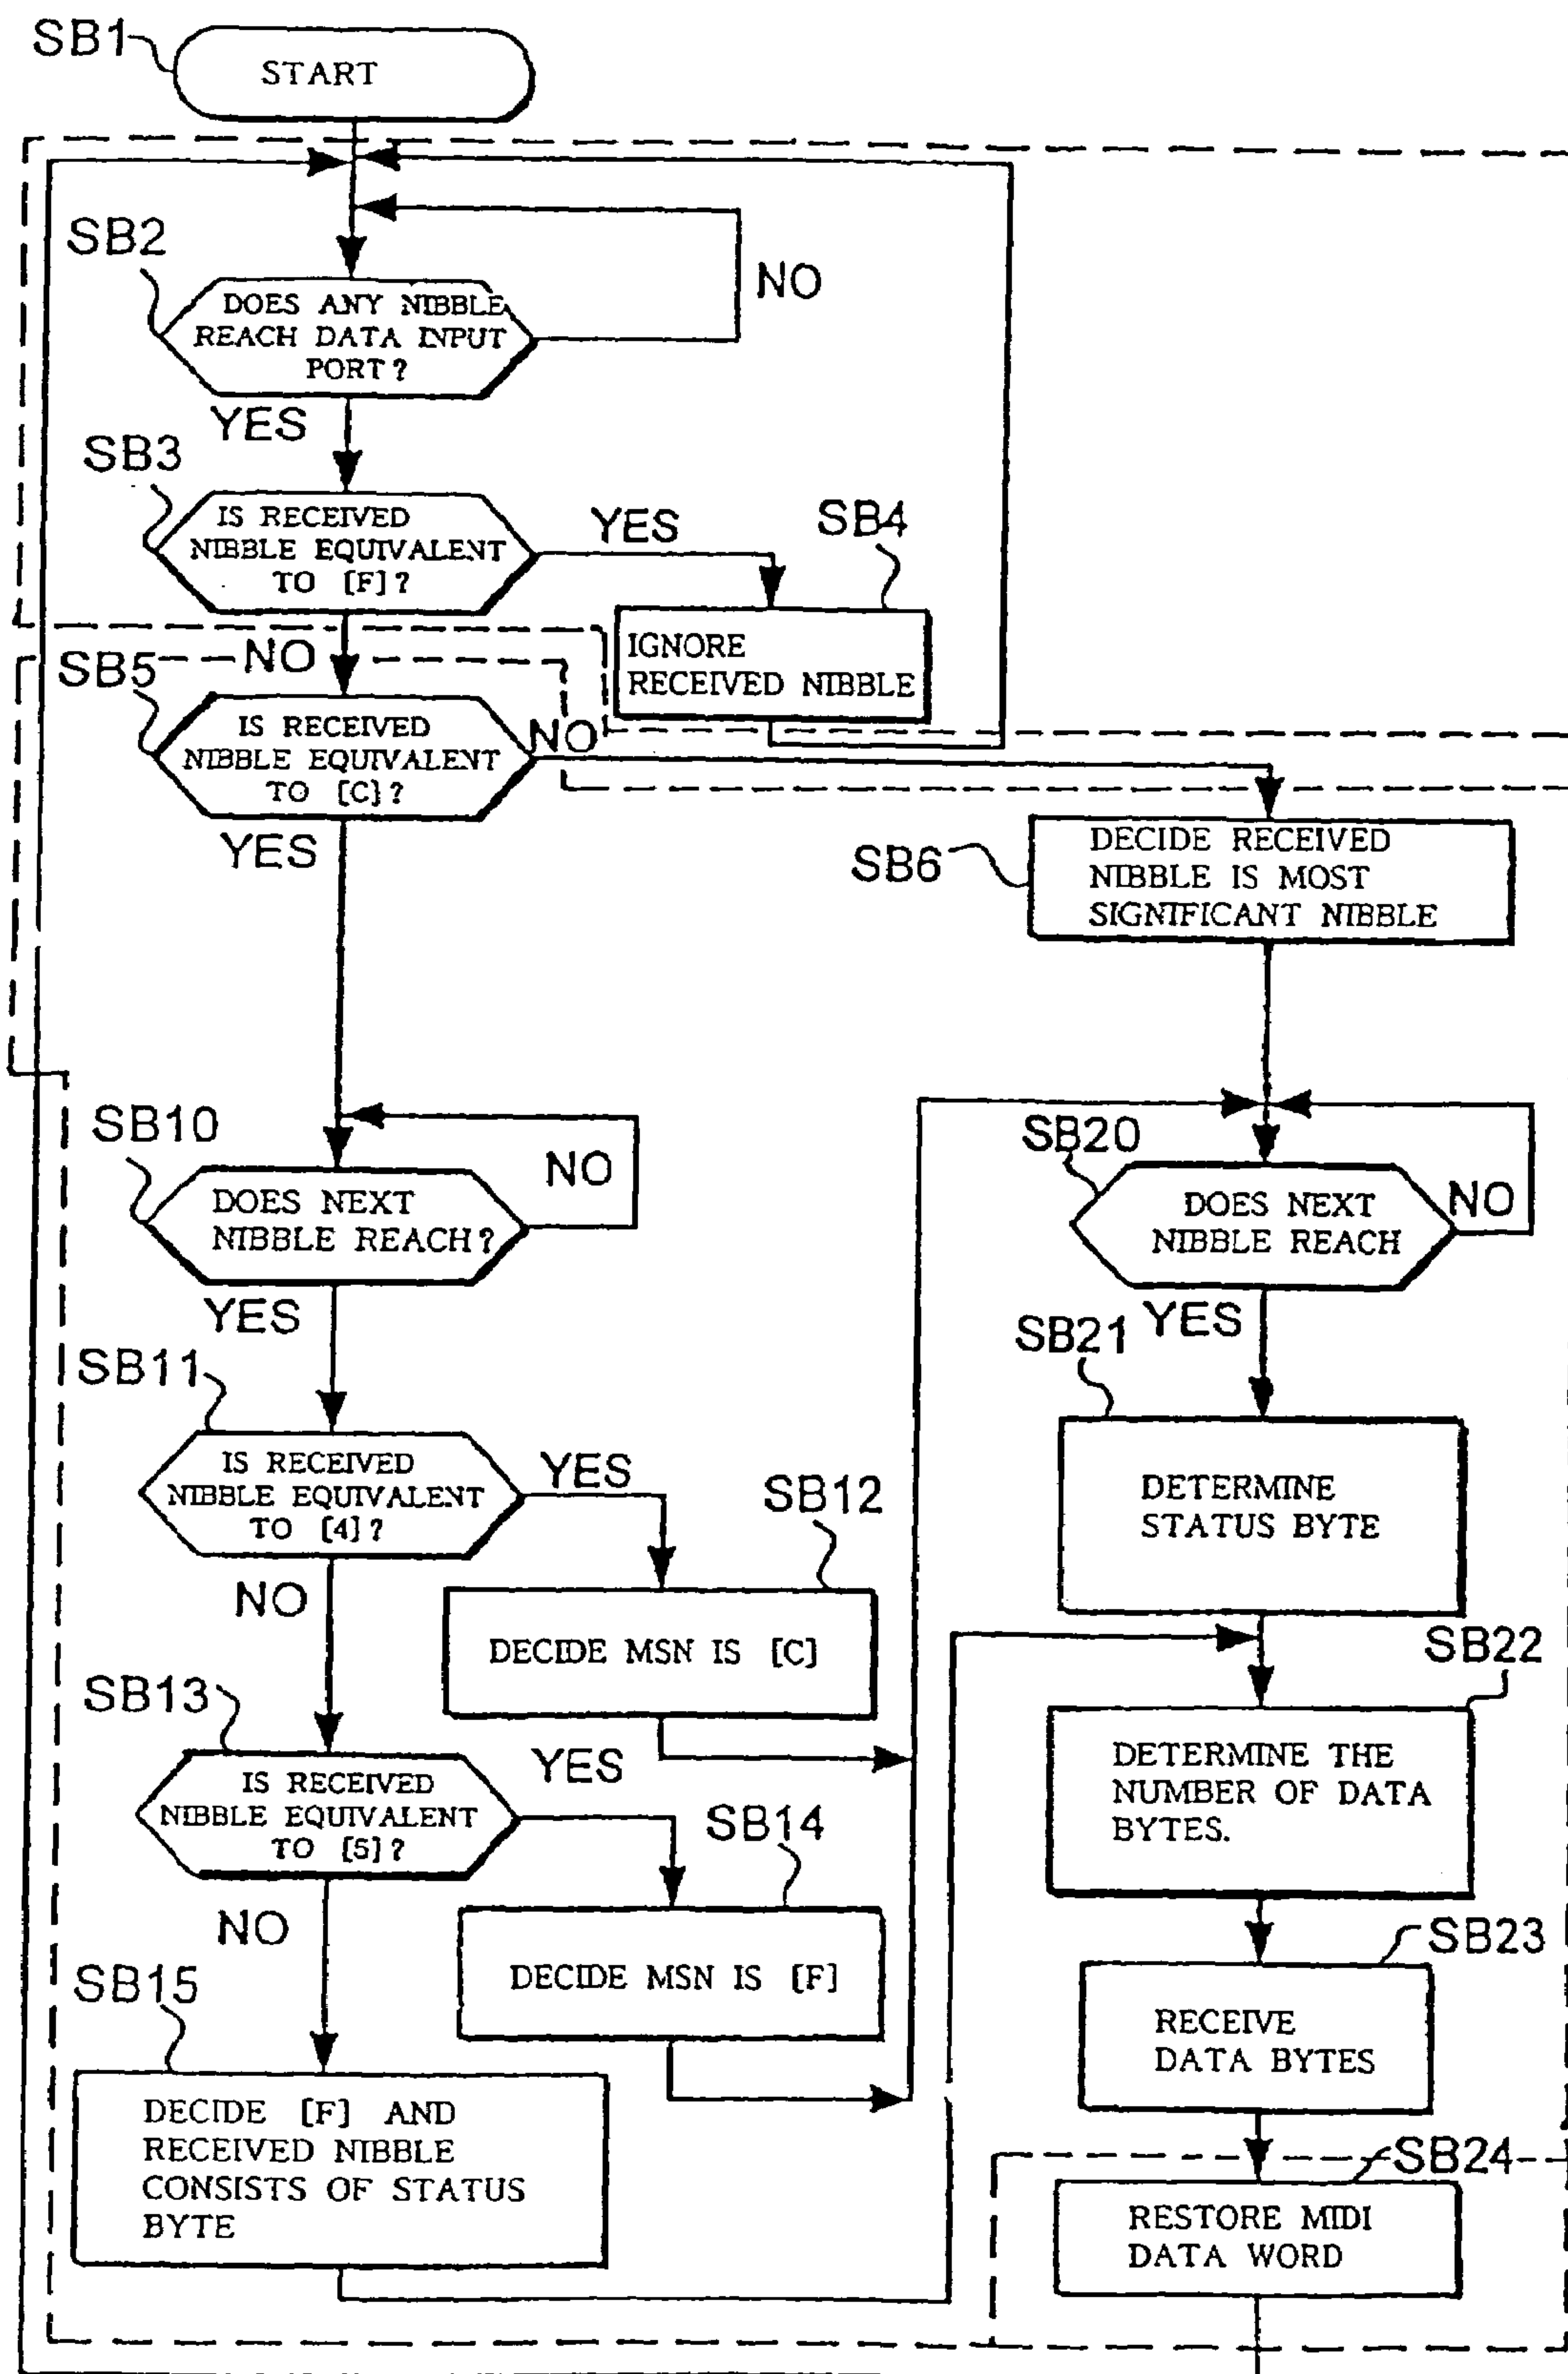 SB1
START
SB2
DOES ANY NIBBLE
REACH DATA INPUT
PORT?
NO
YES
SB3
IS RECEIVED
NIBBLE EQUIVALENT
TO [F]?
YES
SB4
IGNORE
RECEIVED NIBBLE
NO
SB5
IS RECEIVED
NIBBLE EQUIVALENT
TO [C]?
NO
YES
SB6
DECIDE RECEIVED
NIBBLE IS MOST
SIGNIFICANT NIBBLE
SB10
DOES NEXT
NIBBLE REACH?
NO
YES
SB11
IS RECEIVED
NIBBLE EQUIVALENT
TO [4]?
YES
SB12
DECIDE MSN IS [C]
NO
SB13
IS RECEIVED
NIBBLE EQUIVALENT
TO [5]?
YES
SB14
DECIDE MSN IS [F]
NO
SB15
DECIDE [F] AND
RECEIVED NIBBLE
CONSISTS OF STATUS
BYTE
SB20
DOES NEXT
NIBBLE REACH
NO
YES
SB21
DETERMINE
STATUS BYTE
SB22
DETERMINE THE
NUMBER OF DATA
BYTES.
SB23
RECEIVE
DATA BYTES
SB24
RESTORE MIDI
DATA WORD